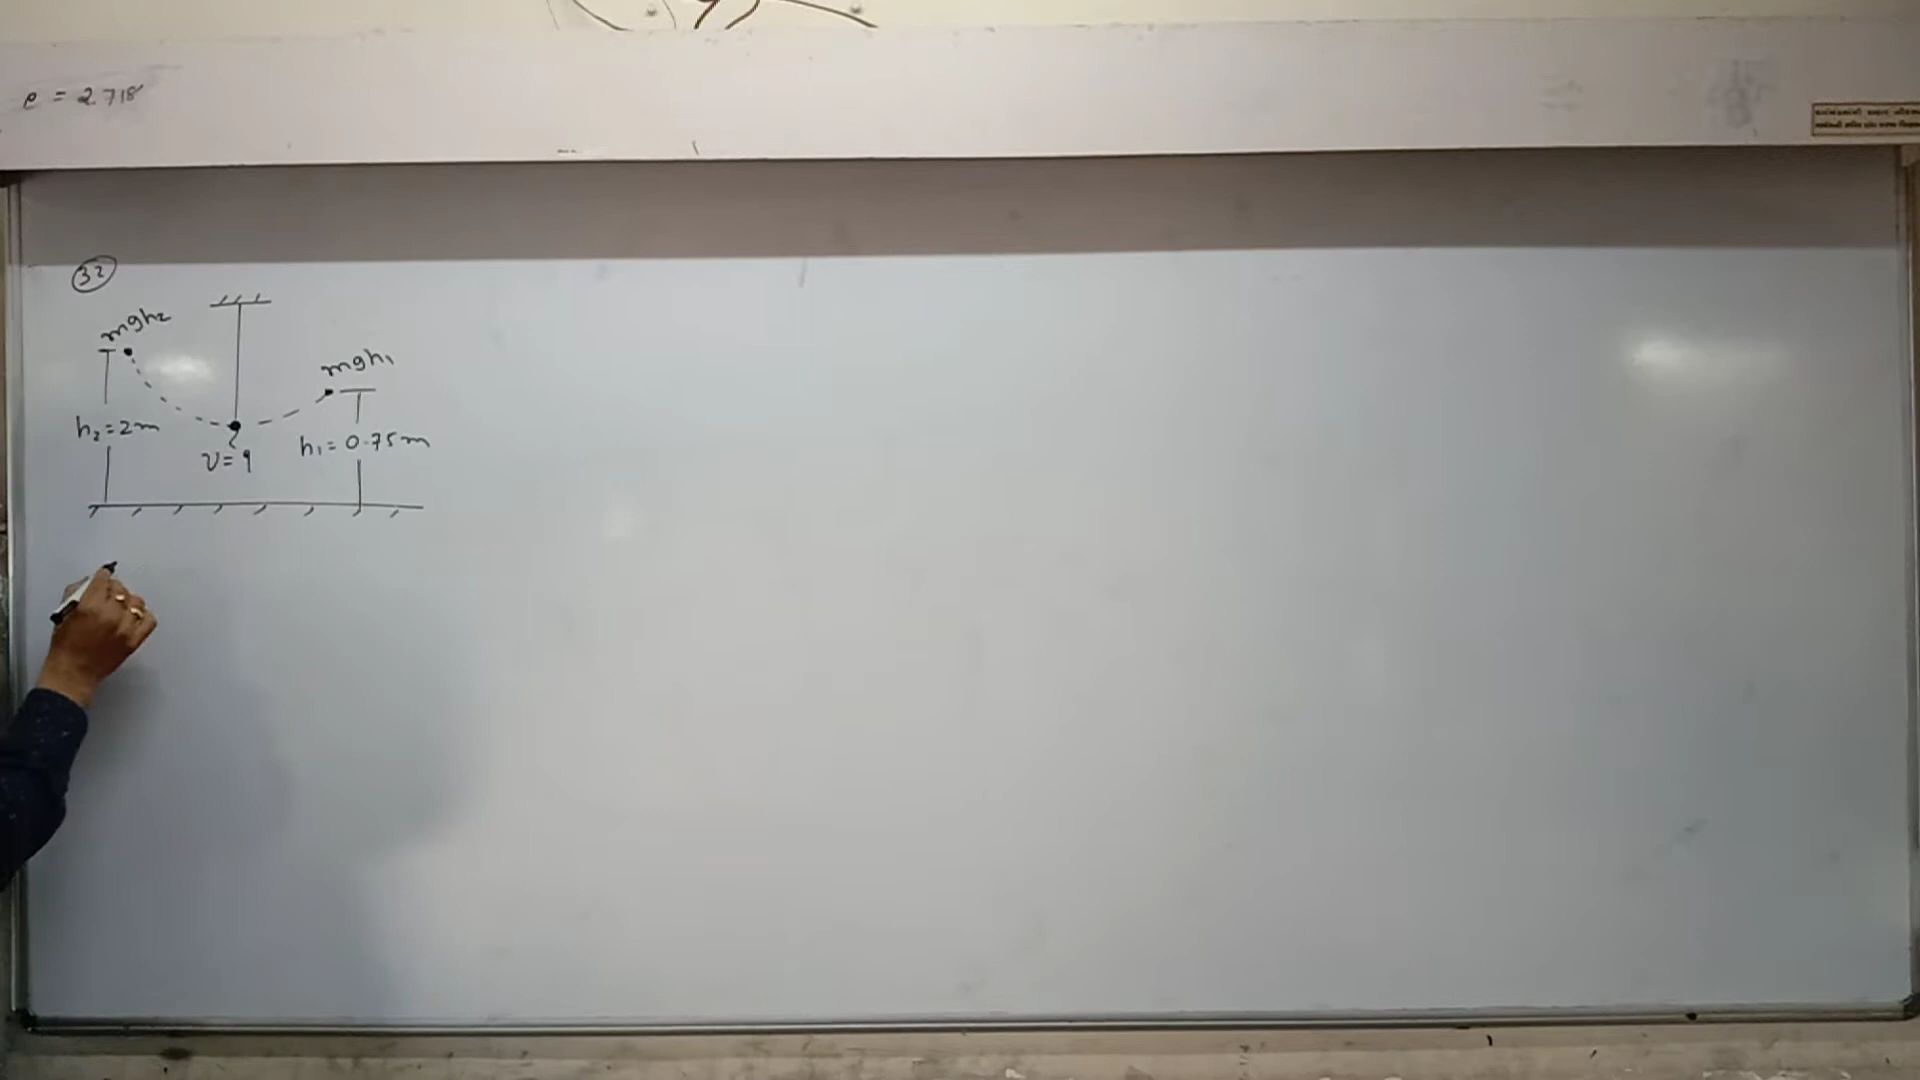 e = 2.718
32
mgh₂
mgh₁
h₂ = 2m
h₁ = 0.75m